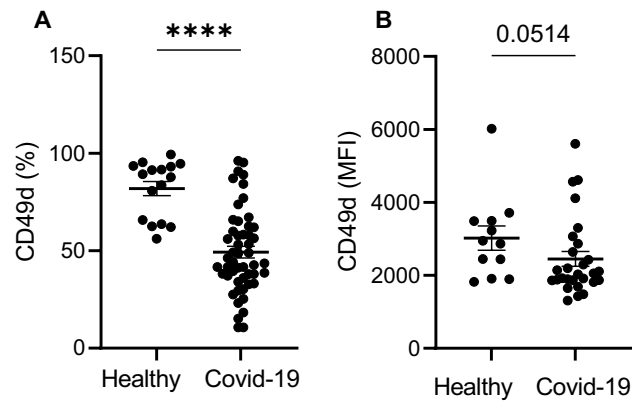 A
****
CD49d (%)
150
100
50
0
Healthy
Covid-19
B
0.0514
CD49d (MFI)
8000
6000
4000
2000
0
Healthy
Covid-19